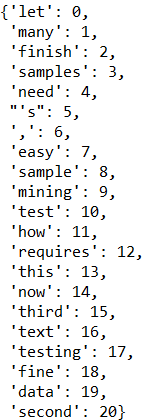 {'let': 0,
'many': 1,
'finish': 2,
'samples': 3,
'need': 4,
"'s": 5,
',': 6,
'easy': 7,
'sample': 8,
'mining': 9,
'test': 10,
'how': 11,
'requires': 12,
'this': 13,
'now': 14,
'third': 15,
'text': 16,
'testing': 17,
'fine': 18,
'data': 19,
'second': 20}